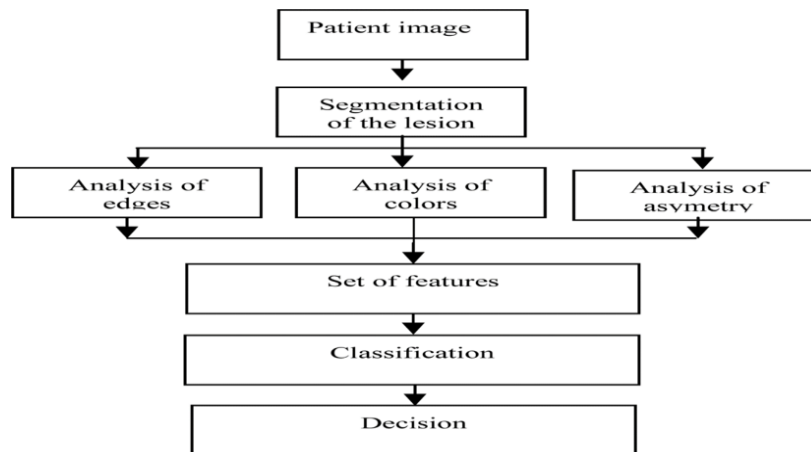 Patient image
Segmentation
of the lesion
Analysis of
edges
Analysis of
colors
Analysis of
asymetry
Set of features
Classification
Decision